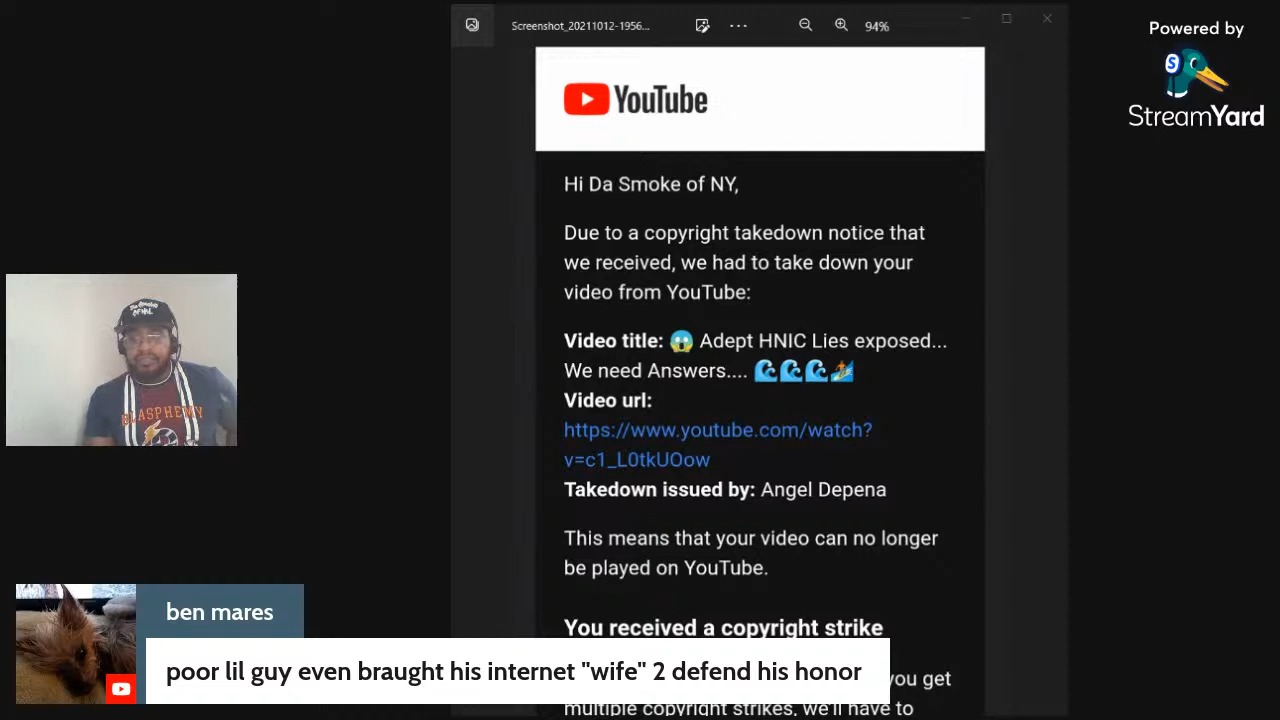 Screenshot_20211012-1956...
94%
Powered by
StreamYard
YouTube
Hi Da Smoke of NY,
Due to a copyright takedown notice that
we received, we had to take down your
video from YouTube:
Video title: 😱 Adept HNIC Lies exposed...
We need Answers.... 🌊🌊🌊🏄
Video url:
https://www.youtube.com/watch?
v=c1_L0tkUOow
Takedown issued by: Angel Depena
This means that your video can no longer
be played on YouTube.
You received a copyright strike
you get
multiple copyright strikes, we'll have to
BLASPHEMY
ben mares
poor lil guy even braught his internet "wife" 2 defend his honor